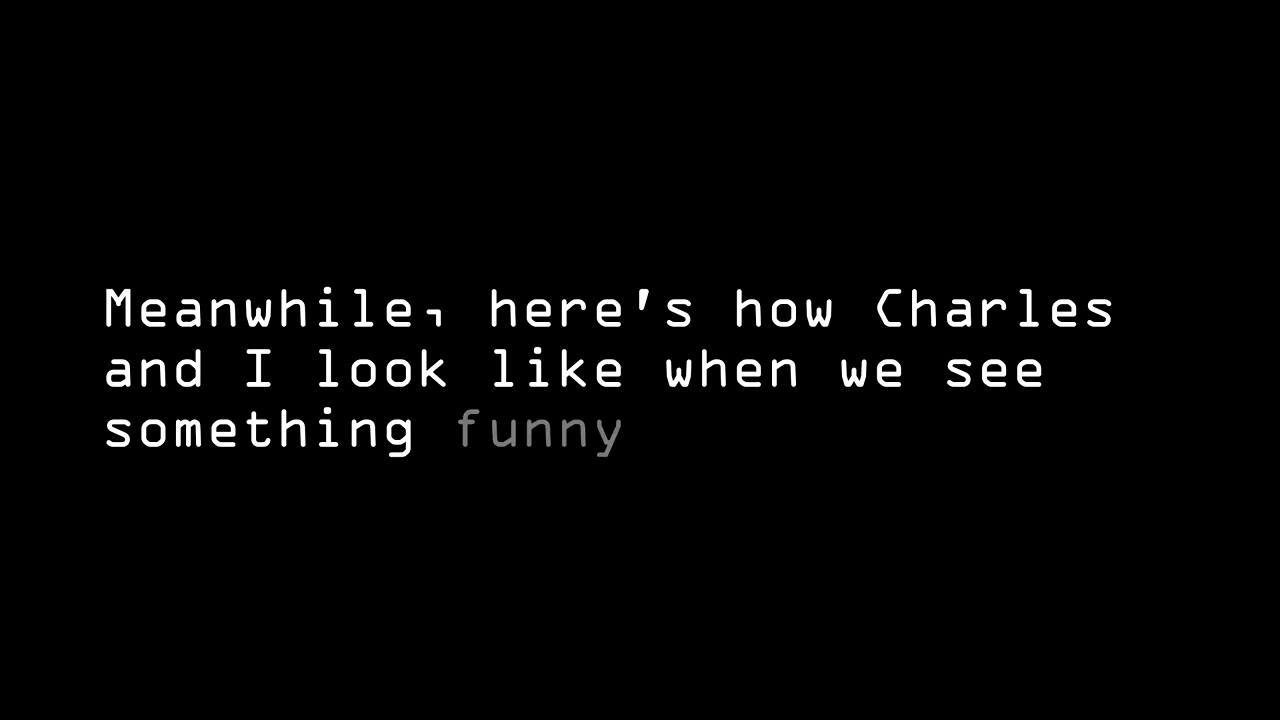 Meanwhile, here's how Charles
and I look like when we see
something funny